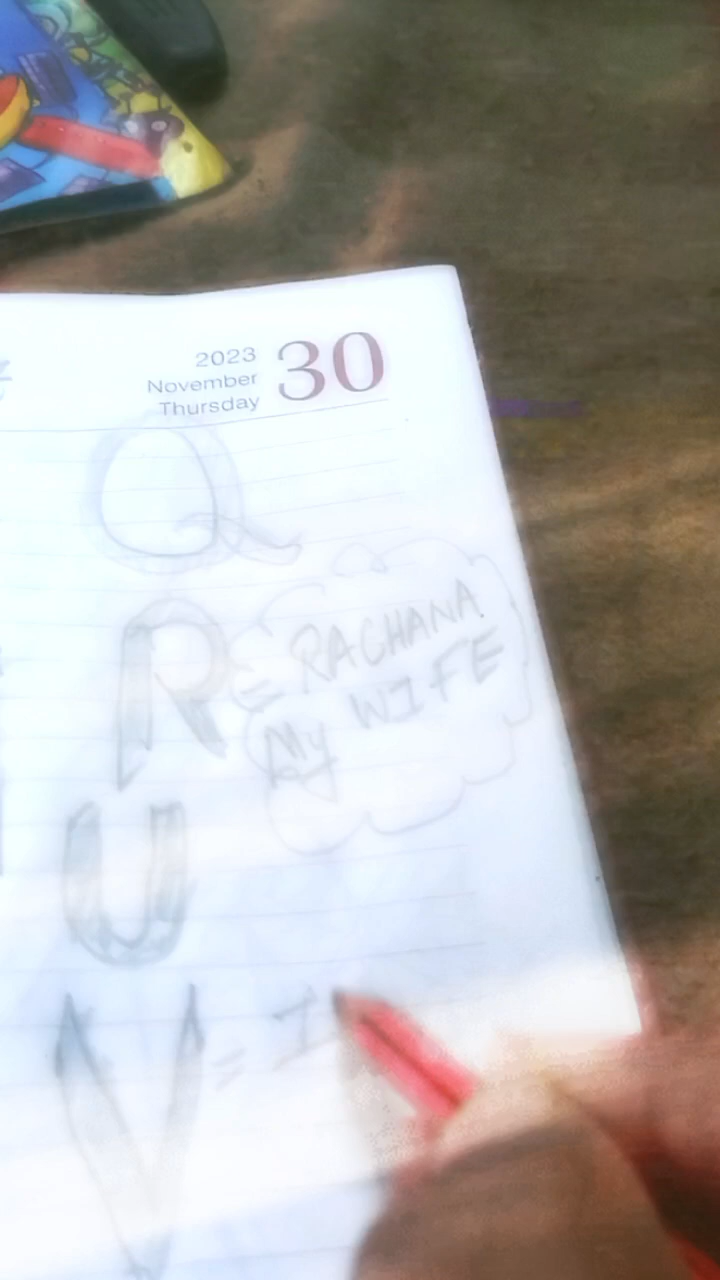 2023
November
Thursday
30
Q
R = RACHANA
My WIFE
U
V = I